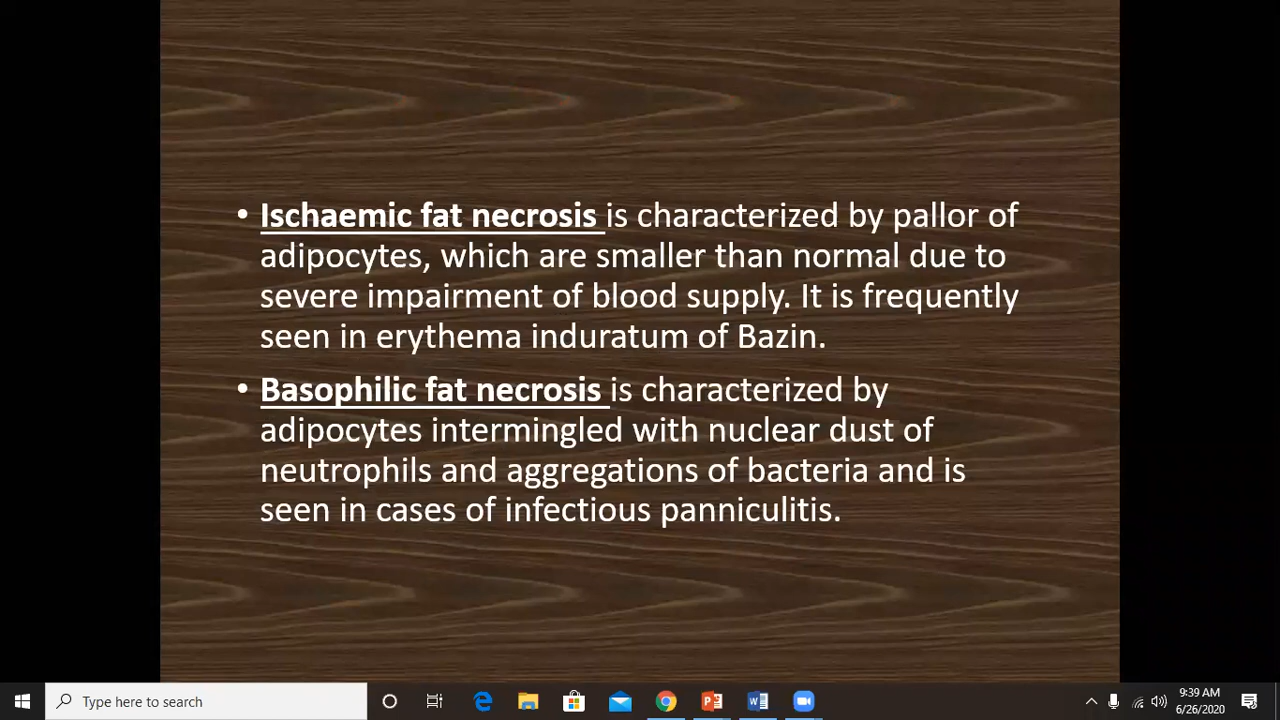 • Ischaemic fat necrosis is characterized by pallor of
adipocytes, which are smaller than normal due to
severe impairment of blood supply. It is frequently
seen in erythema induratum of Bazin.
• Basophilic fat necrosis is characterized by
adipocytes intermingled with nuclear dust of
neutrophils and aggregations of bacteria and is
seen in cases of infectious panniculitis.
Type here to search
9:39 AM
6/26/2020